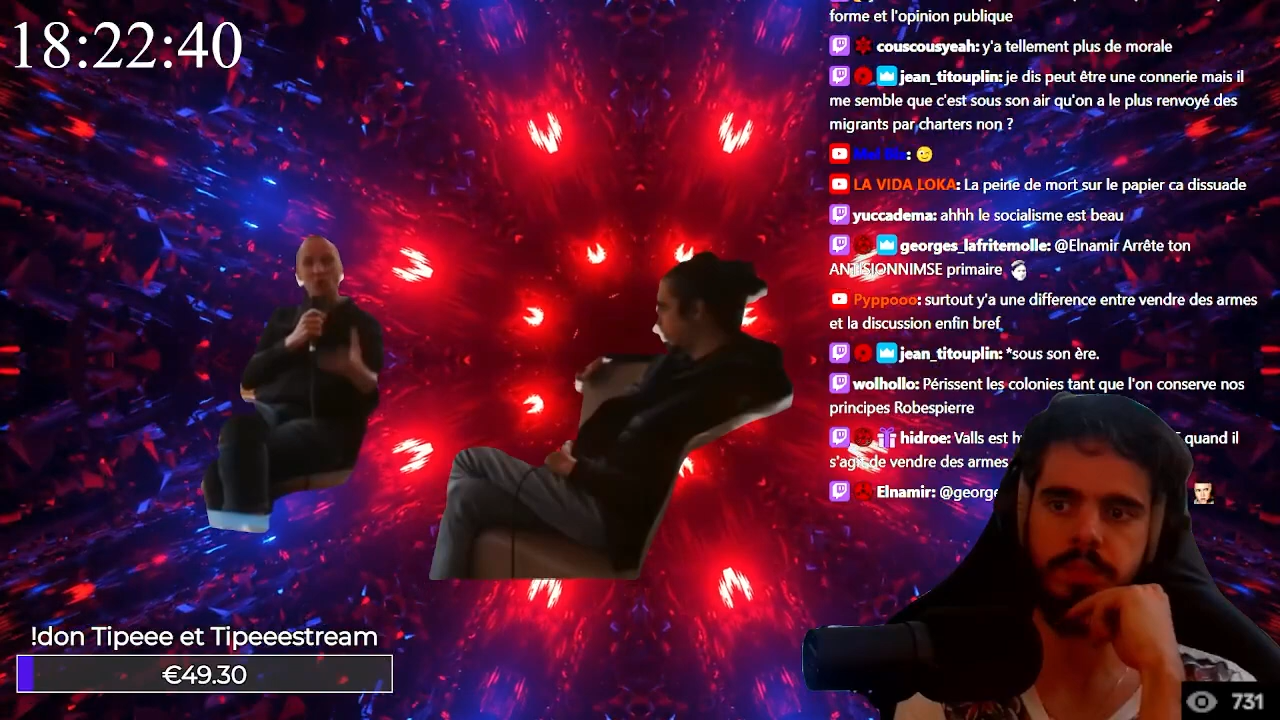 18:22:40
forme et l'opinion publique
couscousyeah: y'a tellement plus de morale
jean_titouplin: je dis peut être une connerie mais il
me semble que c'est sous son air qu'on a le plus renvoyé des
migrants par charters non ?
LA VIDA LOKA: La peine de mort sur le papier ca dissuade
yuccadema: ahhh le socialisme est beau
georges_lafritemolle: @Elnamir Arrête ton
ANTISIONNIMSE primaire
Pyppooo: surtout y'a une difference entre vendre des armes
et la discussion enfin bref
jean_titouplin: *sous son ère.
wolhollo: Périssent les colonies tant que l'on conserve nos
principes Robespierre
hidroe: Valls est quand il
s'agit de vendre des armes
Elnamir:
!don Tipeee et Tipeeestream
€49.30
731